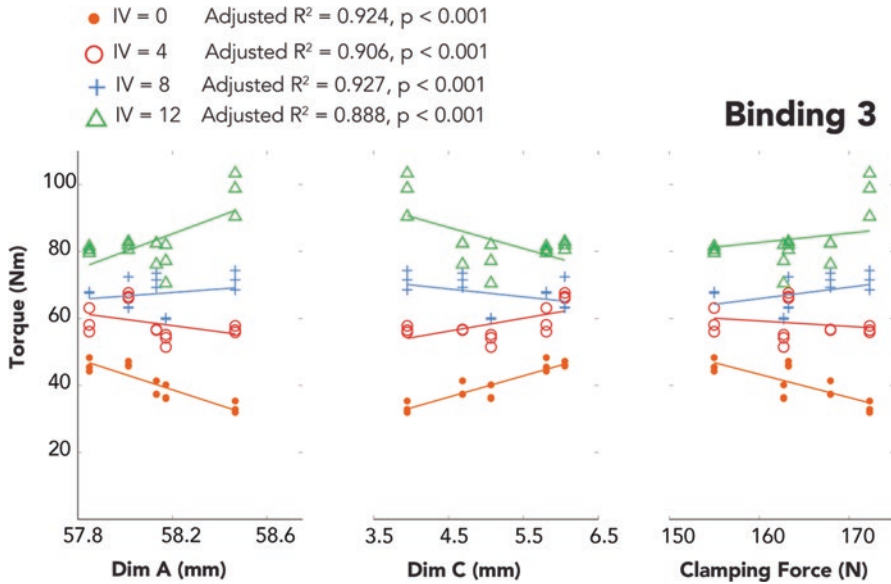 IV = 0 Adjusted R² = 0.924, p < 0.001
IV = 4 Adjusted R² = 0.906, p < 0.001
IV = 8 Adjusted R² = 0.927, p < 0.001
IV = 12 Adjusted R² = 0.888, p < 0.001
Binding 3
100
80
60
40
20
Torque (Nm)
57.8 58.2 58.6 3.5 4.5 5.5 6.5 150 160 170
Dim A (mm) Dim C (mm) Clamping Force (N)